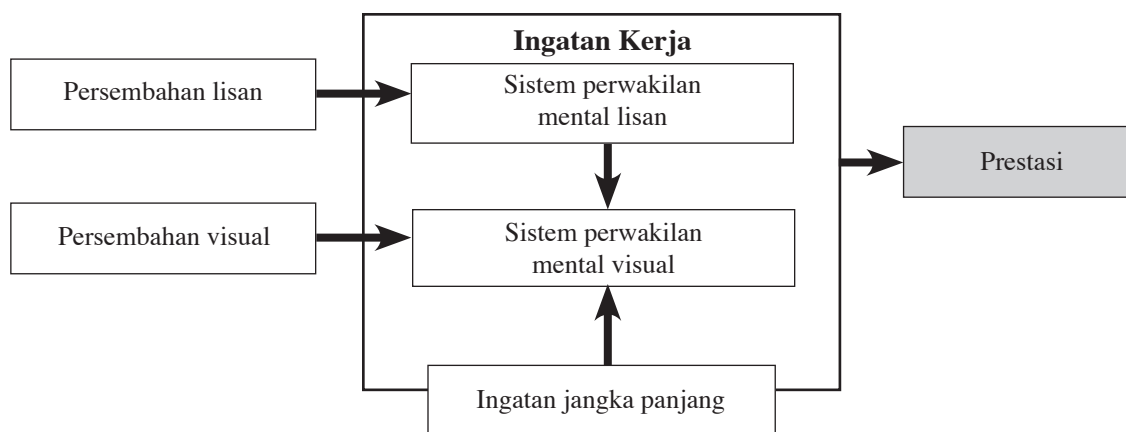 Ingatan Kerja
Persembahan lisan
Sistem perwakilan
mental lisan
Prestasi
Persembahan visual
Sistem perwakilan
mental visual
Ingatan jangka panjang